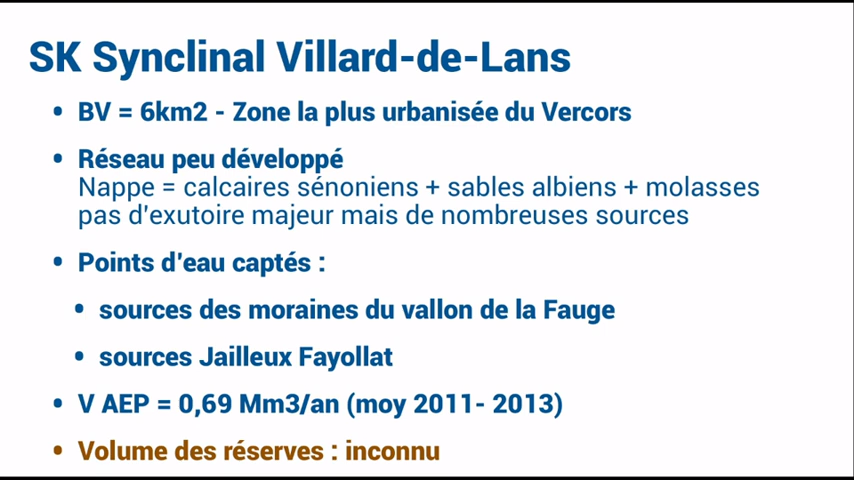 SK Synclinal Villard-de-Lans
• BV = 6km2 - Zone la plus urbanisée du Vercors
• Réseau peu développé
Nappe = calcaires sénoniens + sables albiens + molasses
pas d'exutoire majeur mais de nombreuses sources
• Points d'eau captés :
• sources des moraines du vallon de la Fauge
• sources Jailleux Fayollat
• V AEP = 0,69 Mm3/an (moy 2011- 2013)
• Volume des réserves : inconnu